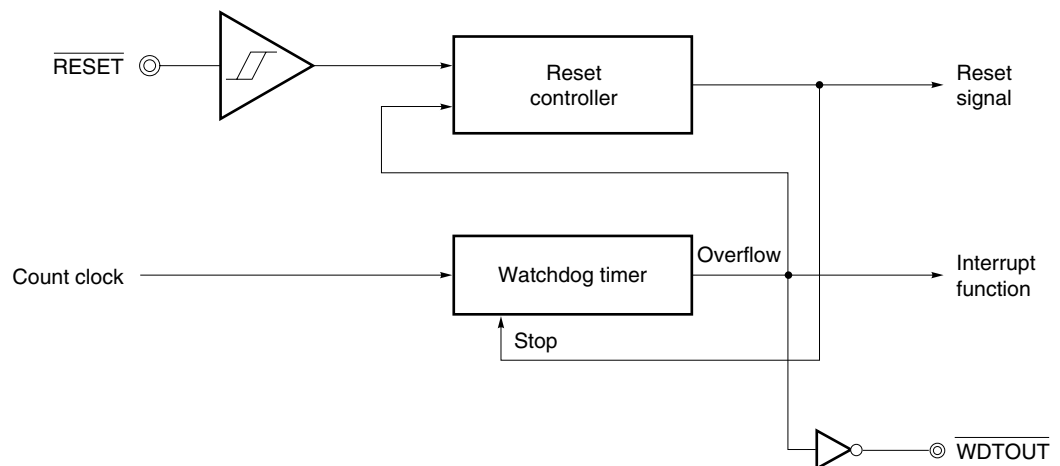 RESET
Reset
controller
Reset
signal
Count clock
Watchdog timer
Overflow
Interrupt
function
Stop
WDTOUT